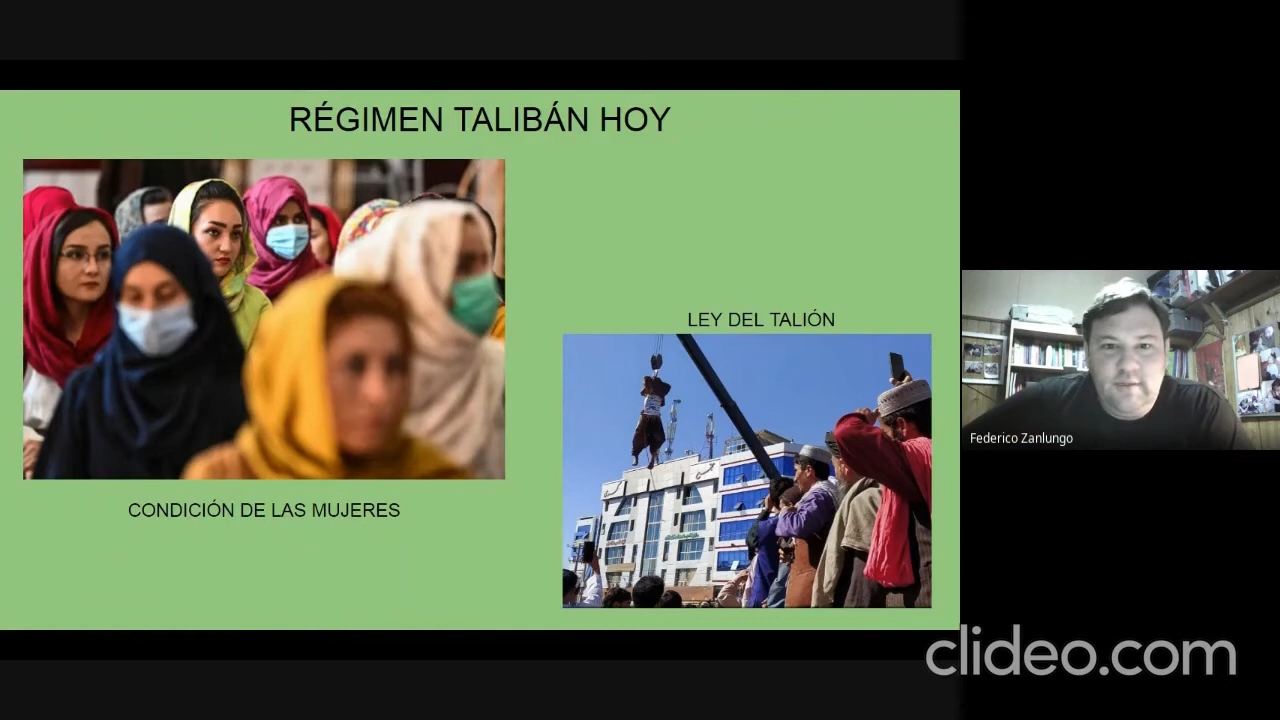 RÉGIMEN TALIBÁN HOY
LEY DEL TALIÓN
CONDICIÓN DE LAS MUJERES
Federico Zanlungo
clideo.com